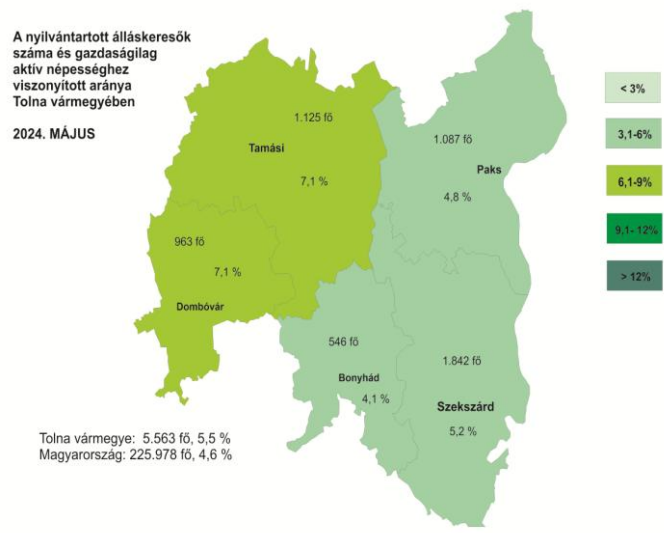 A nyilvántartott álláskeresők
száma és gazdaságilag
aktív népességhez
viszonyított aránya
Tolna vármegyében
2024. MÁJUS
1.125 fő
Tamási
7,1 %
1.087 fő
Paks
4,8 %
963 fő
7,1 %
Dombóvár
546 fő
Bonyhád
4,1 %
1.842 fő
Szekszárd
5,2 %
< 3%
3,1-6%
6,1-9%
9,1- 12%
> 12%
Tolna vármegye: 5.563 fő, 5,5 %
Magyarország: 225.978 fő, 4,6 %